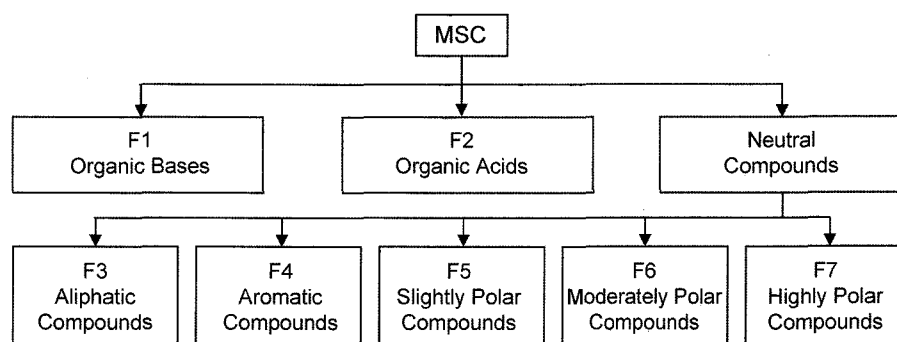 MSC
F1
Organic Bases
F2
Organic Acids
Neutral
Compounds
F3
Aliphatic
Compounds
F4
Aromatic
Compounds
F5
Slightly Polar
Compounds
F6
Moderately Polar
Compounds
F7
Highly Polar
Compounds